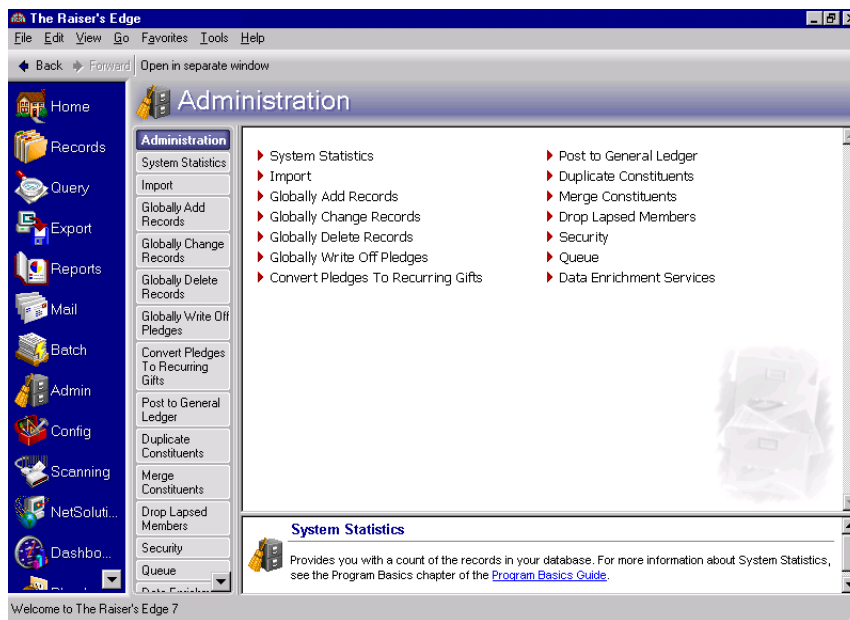 The Raiser's Edge
File Edit View Go Favorites Tools Help
Back Forward Open in separate window
Administration
Home
Records
Query
Export
Reports
Mail
Batch
Admin
Config
Scanning
NetSoluti...
Dashbo...
Administration
System Statistics
Import
Globally Add
Records
Globally Change
Records
Globally Delete
Records
Globally Write Off
Pledges
Convert Pledges
To Recurring
Gifts
Post to General
Ledger
Duplicate
Constituents
Merge
Constituents
Drop Lapsed
Members
Security
Queue
System Statistics
Import
Globally Add Records
Globally Change Records
Globally Delete Records
Globally Write Off Pledges
Convert Pledges To Recurring Gifts
Post to General Ledger
Duplicate Constituents
Merge Constituents
Drop Lapsed Members
Security
Queue
Data Enrichment Services
System Statistics
Provides you with a count of the records in your database. For more information about System Statistics,
see the Program Basics chapter of the Program Basics Guide.
Welcome to The Raiser's Edge 7